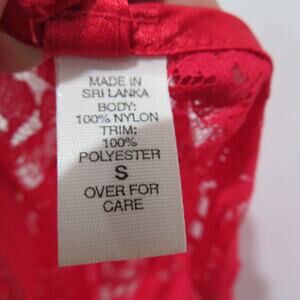 MADE IN
SRI LANKA
BODY:
100% NYLON
TRIM:
100%
POLYESTER
S
OVER FOR
CARE